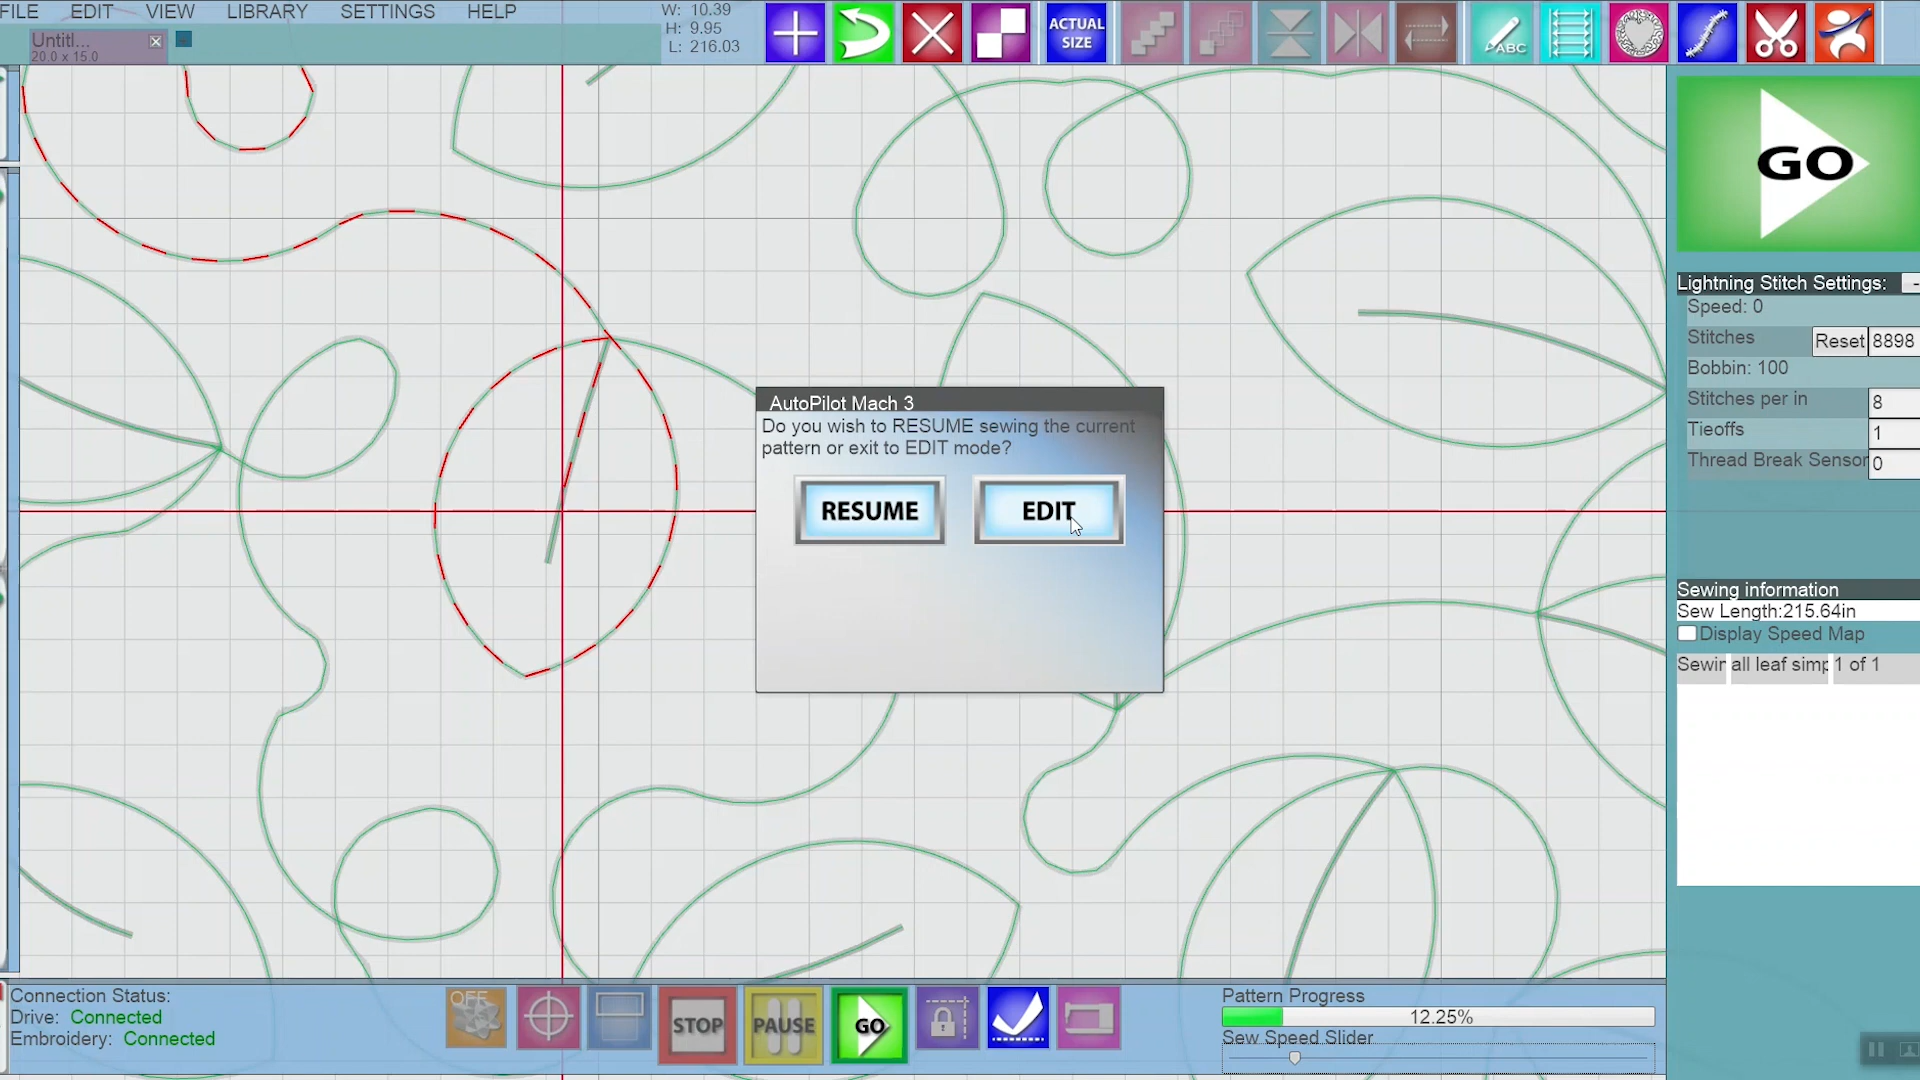 FILE EDIT VIEW LIBRARY SETTINGS HELP
Untitl...
20.0 x 15.0
W: 10.39
H: 9.95
L: 216.03
ACTUAL
SIZE
ABC
GO
Lightning Stitch Settings: -
Speed: 0
Stitches Reset 8898
Bobbin: 100
Stitches per in 8
Tieoffs 1
Thread Break Sensor 0
AutoPilot Mach 3
Do you wish to RESUME sewing the current
pattern or exit to EDIT mode?
RESUME EDIT
Sewing information
Sew Length:215.64in
Display Speed Map
Sewin all leaf simp 1 of 1
Connection Status:
Drive: Connected
Embroidery: Connected
OFF
STOP PAUSE GO
Pattern Progress
12.25%
Sew Speed Slider